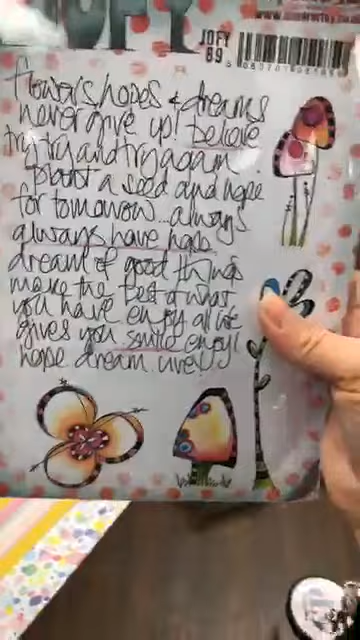 JOFY
JOFY
89
flowers, hopes & dreams
never give up! believe
try try and try again.
plant a seed and hope
for tomorrow... always
always have hope
dream of good things
make the best of what
you have enjoy all life
gives you smile enjoy!
hope dream live!